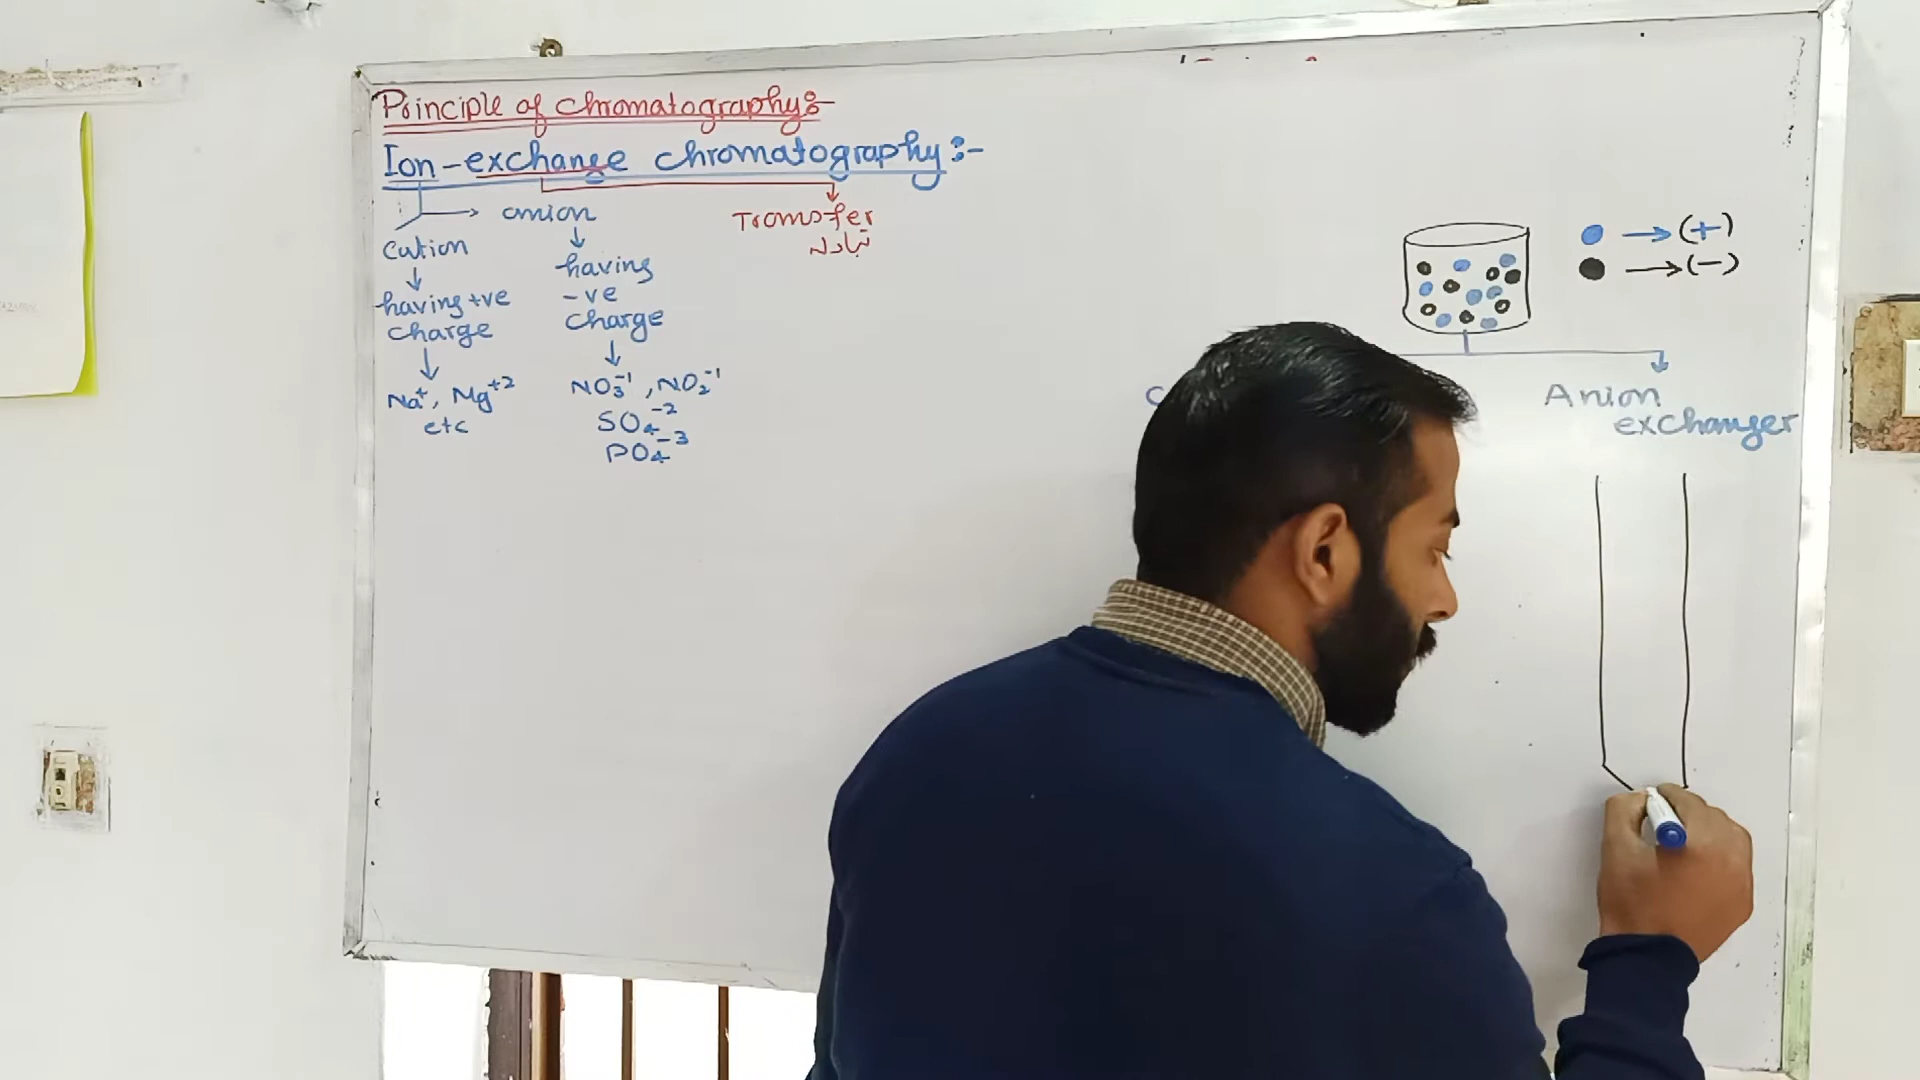 Principle of chromatography:-
Ion-exchange chromatography:-
anion
Transfer
تبادلہ
Cation
having
-ve
charge
having +ve
charge
NO₃⁻¹, NO₂⁻¹
SO₄⁻²
PO₄⁻³
Na⁺, Mg⁺²
etc
→(+)
→(-)
Anion
exchanger